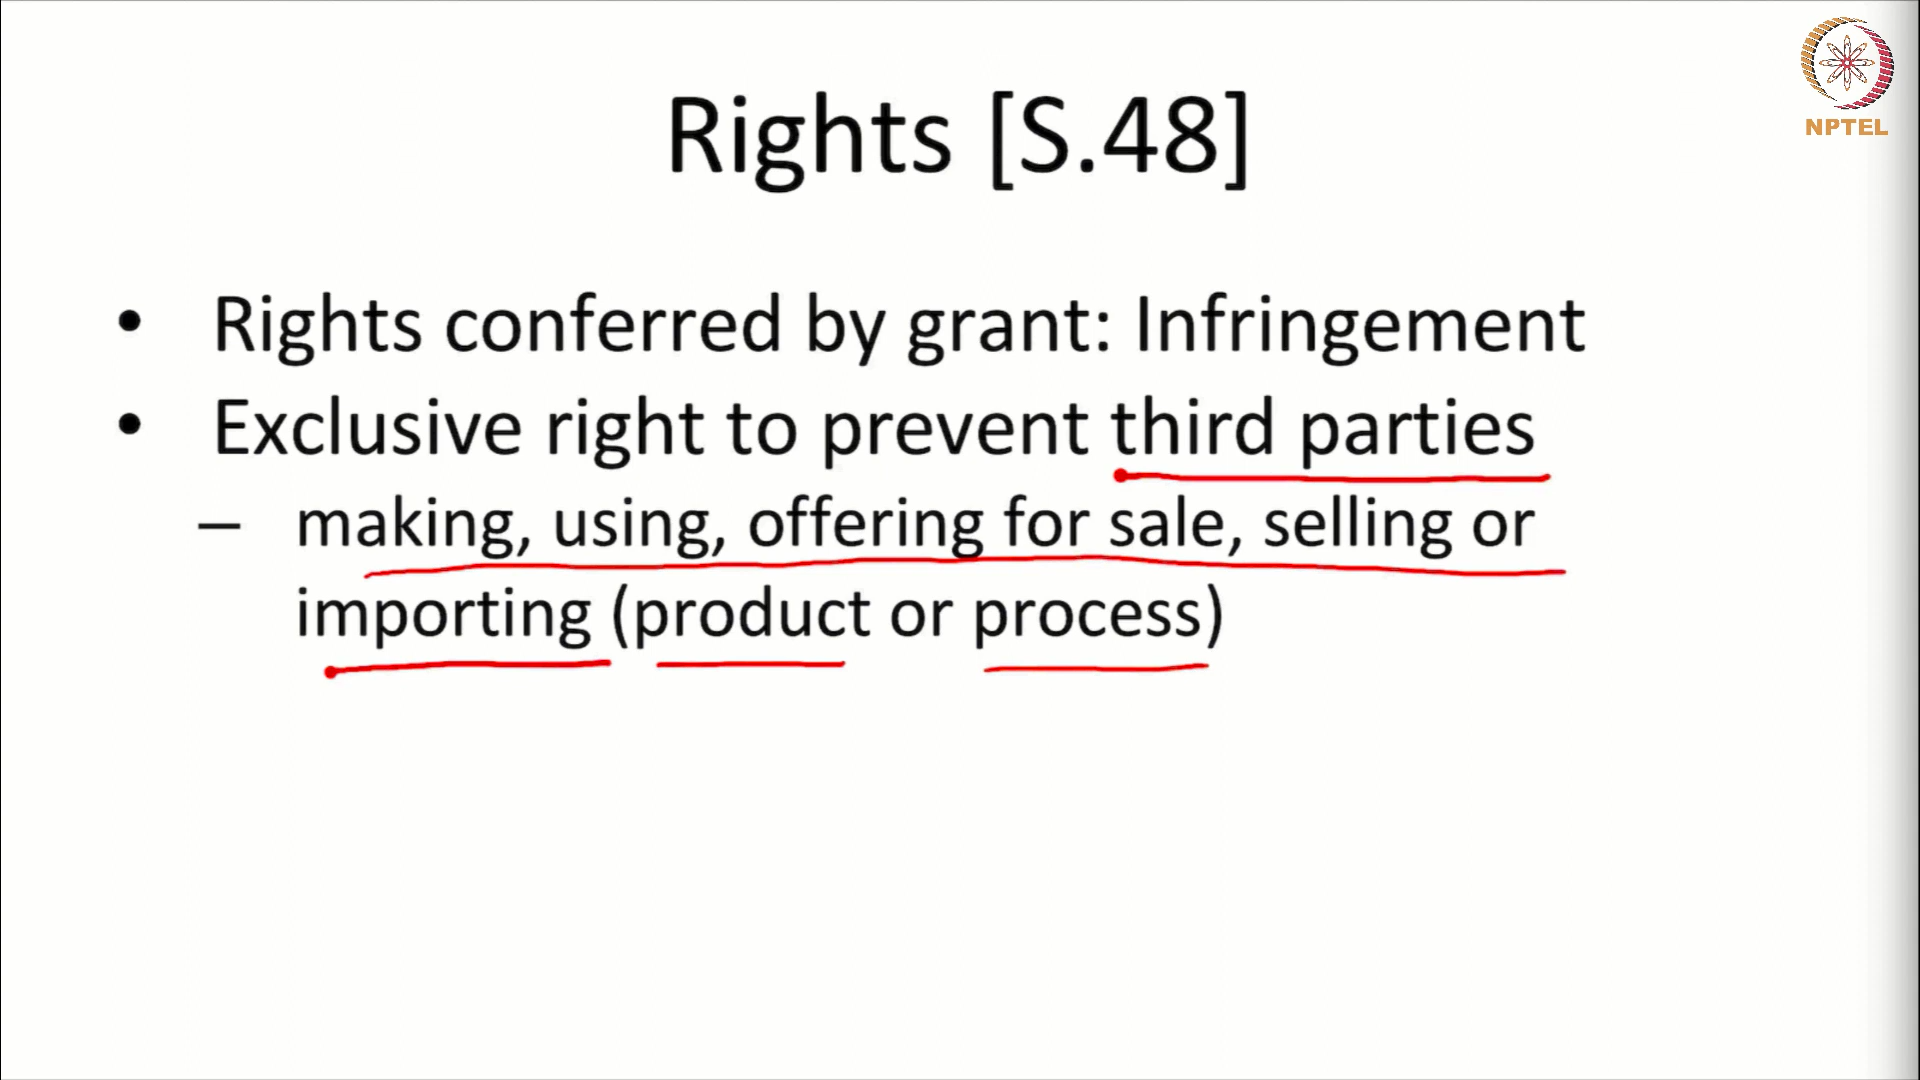 NPTEL
Rights [S.48]
• Rights conferred by grant: Infringement
• Exclusive right to prevent third parties
– making, using, offering for sale, selling or
importing (product or process)